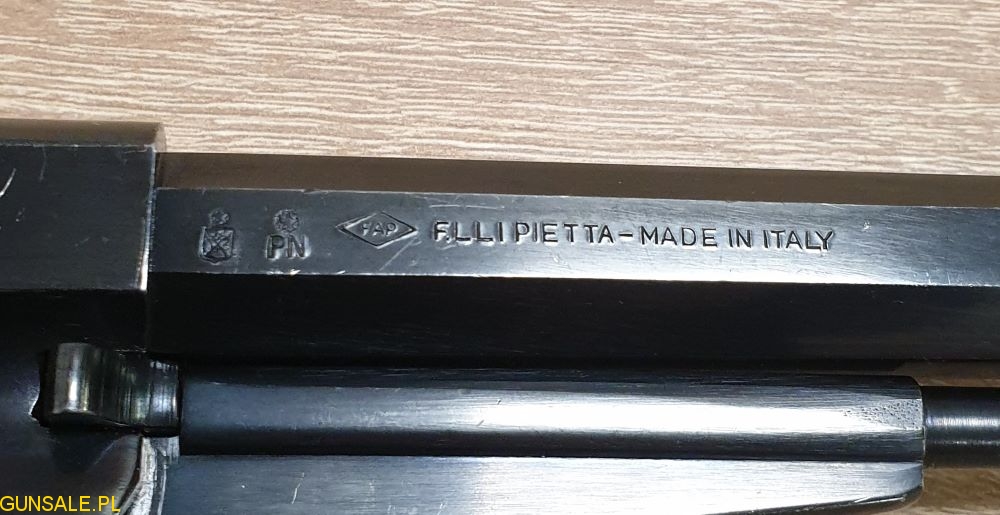 PN FAP F.LLI PIETTA - MADE IN ITALY
GUNSALE.PL